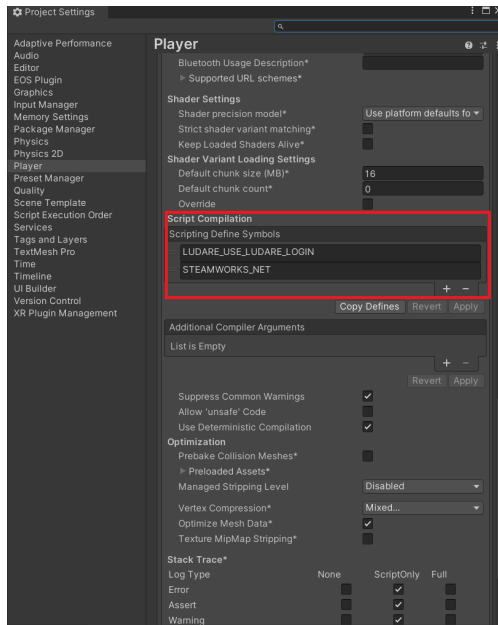 Project Settings
Adaptive Performance
Audio
Editor
EOS Plugin
Graphics
Input Manager
Memory Settings
Package Manager
Physics
Physics 2D
Player
Preset Manager
Quality
Scene Template
Script Execution Order
Services
Tags and Layers
TextMesh Pro
Time
Timeline
UI Builder
Version Control
XR Plugin Management
Player
Bluetooth Usage Description*
Supported URL schemes*
Shader Settings
Shader precision model* Use platform defaults fo
Strict shader variant matching*
Keep Loaded Shaders Alive*
Shader Variant Loading Settings
Default chunk size (MB)* 16
Default chunk count* 0
Override
Script Compilation
Scripting Define Symbols
LUDARE_USE_LUDARE_LOGIN
STEAMWORKS_NET
+ −
Copy Defines Revert Apply
Additional Compiler Arguments
List is Empty
+ −
Revert Apply
Suppress Common Warnings
Allow 'unsafe' Code
Use Deterministic Compilation
Optimization
Prebake Collision Meshes*
Preloaded Assets*
Managed Stripping Level Disabled
Vertex Compression* Mixed...
Optimize Mesh Data*
Texture MipMap Stripping*
Stack Trace*
Log Type None ScriptOnly Full
Error
Assert
Warning